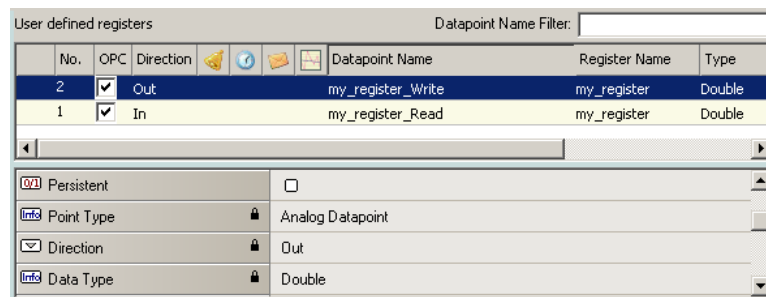 User defined registers Datapoint Name Filter:
No. OPC Direction Datapoint Name Register Name Type
2 Out my_register_Write my_register Double
1 In my_register_Read my_register Double
0/1 Persistent
Info Point Type Analog Datapoint
Direction Out
Info Data Type Double